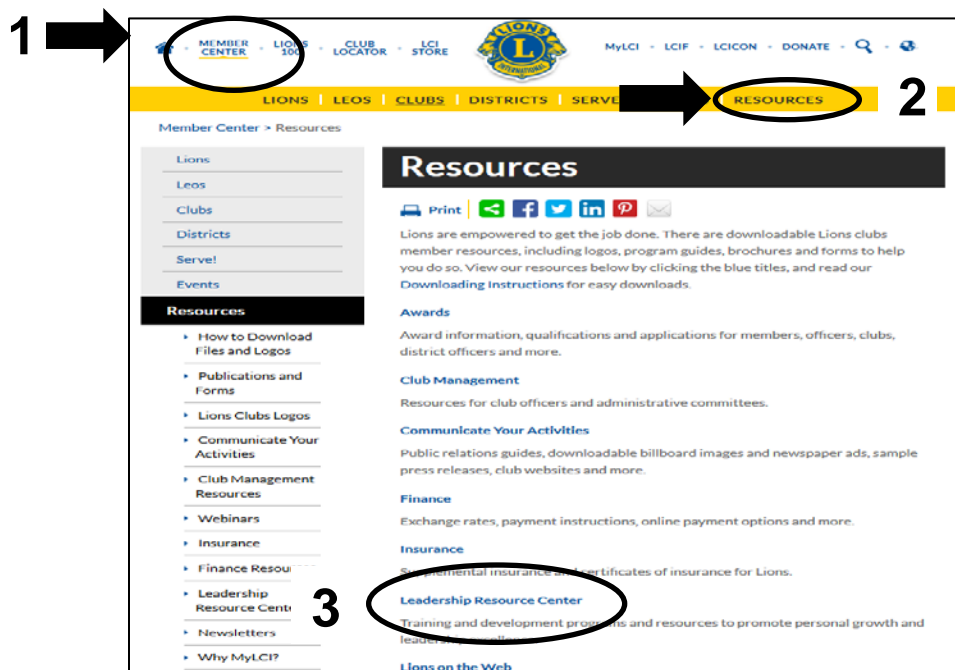 1
MEMBER CENTER LIONS 100 CLUB LOCATOR LCI STORE
LIONS
L
INTERNATIONAL
MyLCI LCIF LCICON DONATE
LIONS LEOS CLUBS DISTRICTS SERVE RESOURCES
2
Member Center > Resources
Lions
Leos
Clubs
Districts
Serve!
Events
Resources
How to Download
Files and Logos
Publications and
Forms
Lions Clubs Logos
Communicate Your
Activities
Club Management
Resources
Webinars
Insurance
Finance
Leadership
Resource
Newsletters
Why MyLCI?
Resources
Print
Lions are empowered to get the job done. There are downloadable Lions clubs
member resources, including logos, program guides, brochures and forms to help
you do so. View our resources below by clicking the blue titles, and read our
Downloading Instructions for easy downloads.
Awards
Award information, qualifications and applications for members, officers, clubs,
district officers and more.
Club Management
Resources for club officers and administrative committees.
Communicate Your Activities
Public relations guides, downloadable billboard images and newspaper ads, sample
press releases, club websites and more.
Finance
Exchange rates, payment instructions, online payment options and more.
Insurance
Supplemental insurance and certificates of insurance for Lions.
3
Leadership Resource Center
Training and development programs and resources to promote personal growth and
leadership
Lions on the Web